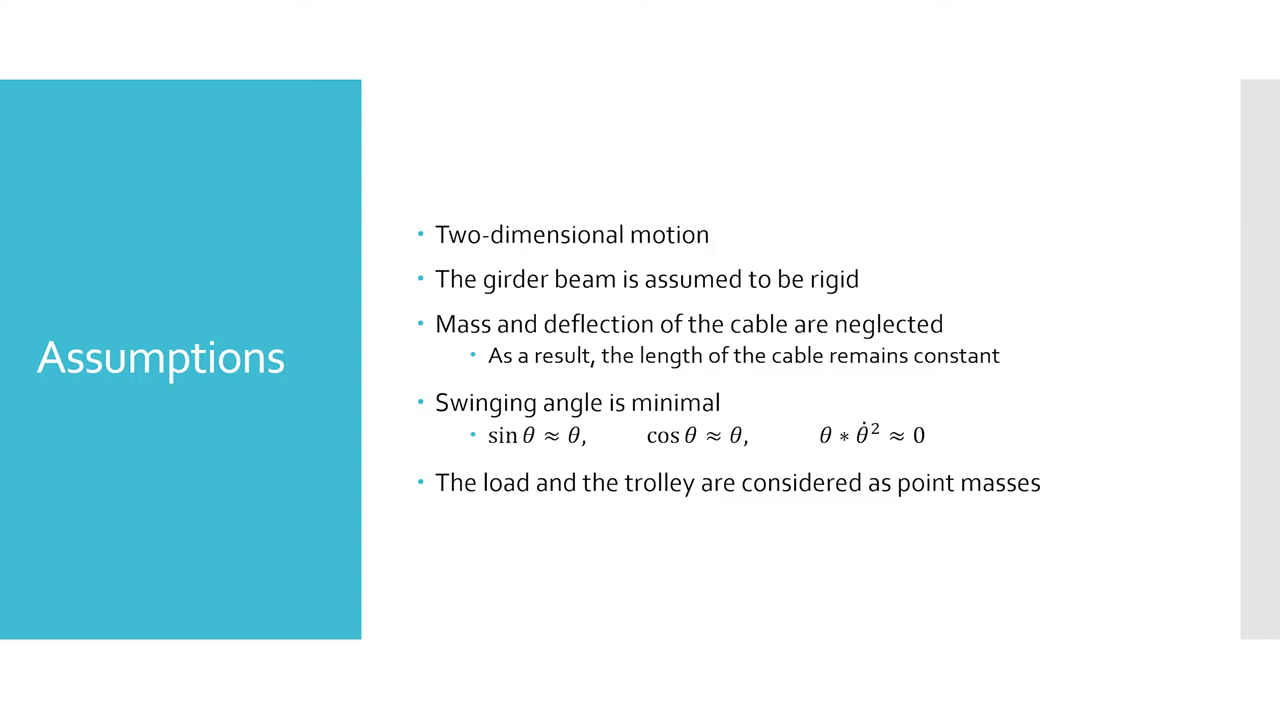 Assumptions
• Two-dimensional motion
• The girder beam is assumed to be rigid
• Mass and deflection of the cable are neglected
• As a result, the length of the cable remains constant
• Swinging angle is minimal
• sin θ ≈ θ, cos θ ≈ θ, θ ∗ θ̇² ≈ 0
• The load and the trolley are considered as point masses